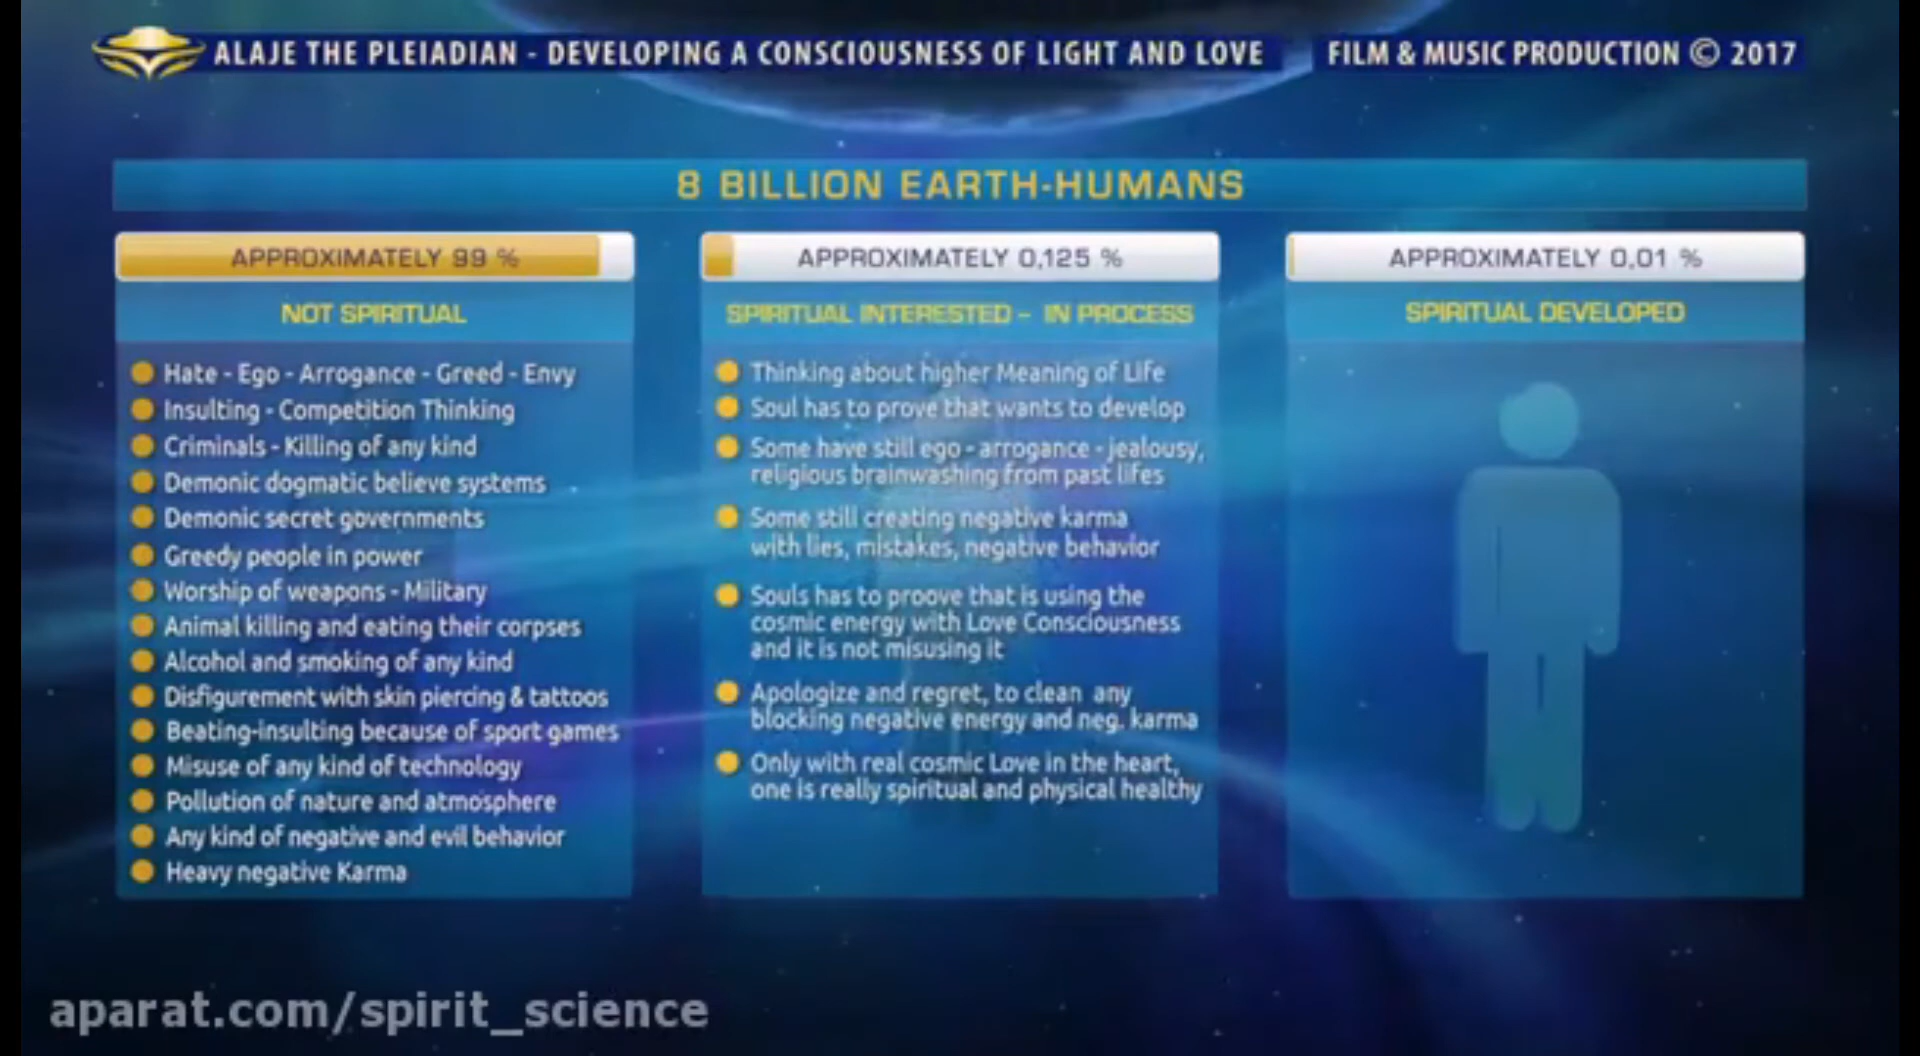 ALAJE THE PLEIADIAN - DEVELOPING A CONSCIOUSNESS OF LIGHT AND LOVE
FILM & MUSIC PRODUCTION © 2017
8 BILLION EARTH-HUMANS
APPROXIMATELY 99 %
NOT SPIRITUAL
Hate - Ego - Arrogance - Greed - Envy
Insulting - Competition Thinking
Criminals - Killing of any kind
Demonic dogmatic believe systems
Demonic secret governments
Greedy people in power
Worship of weapons - Military
Animal killing and eating their corpses
Alcohol and smoking of any kind
Disfigurement with skin piercing & tattoos
Beating-insulting because of sport games
Misuse of any kind of technology
Pollution of nature and atmosphere
Any kind of negative and evil behavior
Heavy negative Karma
APPROXIMATELY 0,125 %
SPIRITUAL INTERESTED - IN PROCESS
Thinking about higher Meaning of Life
Soul has to prove that wants to develop
Some have still ego - arrogance - jealousy,
religious brainwashing from past lifes
Some still creating negative karma
with lies, mistakes, negative behavior
Souls has to proove that is using the
cosmic energy with Love Consciousness
and it is not misusing it
Apologize and regret, to clean any
blocking negative energy and neg. karma
Only with real cosmic Love in the heart,
one is really spiritual and physical healthy
APPROXIMATELY 0,01 %
SPIRITUAL DEVELOPED
aparat.com/spirit_science